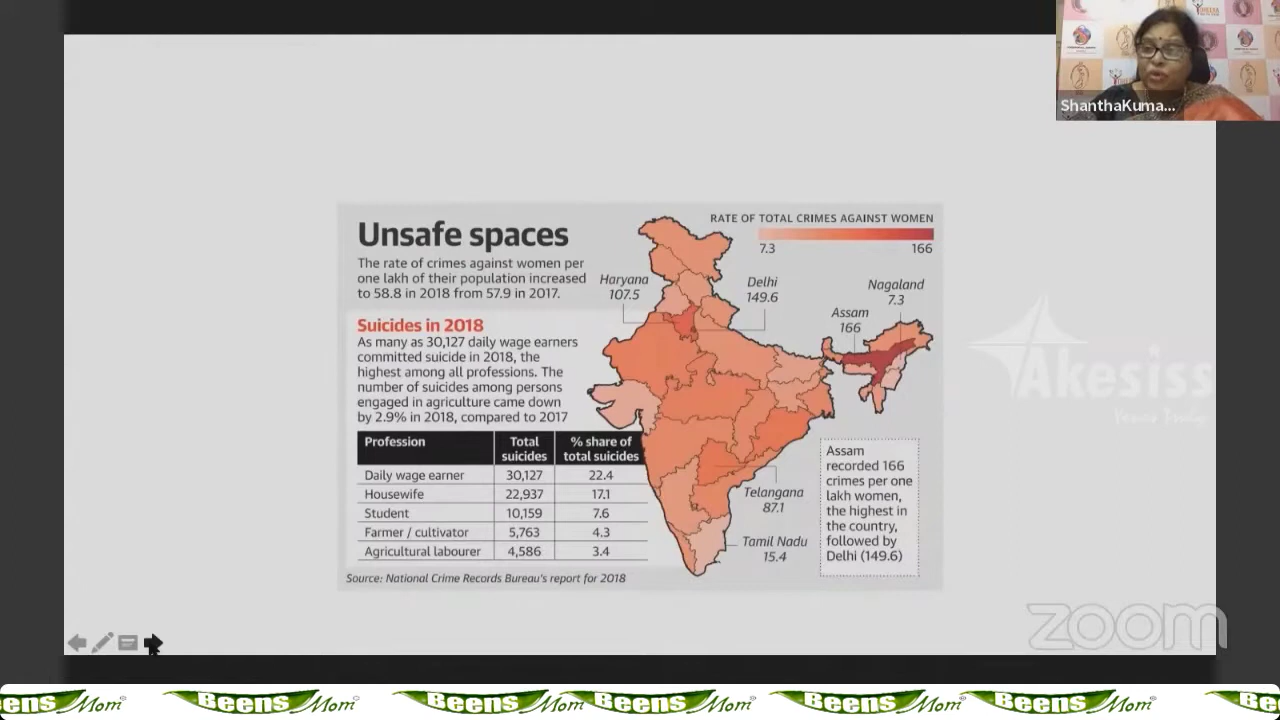 ShanthaKuma...
Unsafe spaces
The rate of crimes against women per
one lakh of their population increased
to 58.8 in 2018 from 57.9 in 2017.
Suicides in 2018
As many as 30,127 daily wage earners
committed suicide in 2018, the
highest among all professions. The
number of suicides among persons
engaged in agriculture came down
by 2.9% in 2018, compared to 2017
Profession Total suicides % share of total suicides
Daily wage earner 30,127 22.4
Housewife 22,937 17.1
Student 10,159 7.6
Farmer / cultivator 5,763 4.3
Agricultural labourer 4,586 3.4
Source: National Crime Records Bureau's report for 2018
RATE OF TOTAL CRIMES AGAINST WOMEN
7.3 166
Haryana
107.5
Delhi
149.6
Nagaland
7.3
Assam
166
Telangana
87.1
Tamil Nadu
15.4
Assam
recorded 166
crimes per one
lakh women,
the highest in
the country,
followed by
Delhi (149.6)
Akesiss
zoom
eens Mom Beens Mom Beens Mom Beens Mom Beens Mom Beens Mom Be